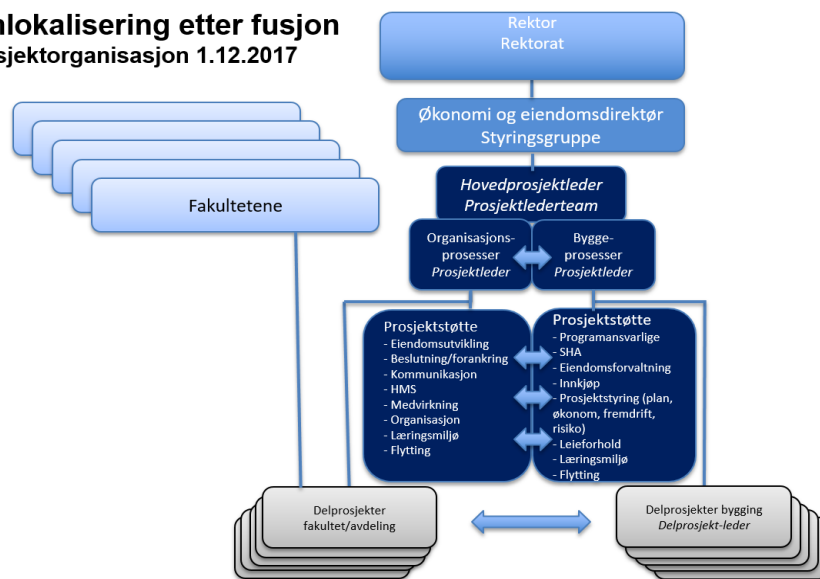 nlokalisering etter fusjon
sjektorganisasjon 1.12.2017
Rektor
Rektorat
Økonomi og eiendomsdirektør
Styringsgruppe
Fakultetene
Hovedprosjektleder
Prosjektlederteam
Organisasjons-
prosesser
Prosjektleder
Bygge-
prosesser
Prosjektleder
Prosjektstøtte
- Eiendomsutvikling
- Beslutning/forankring
- Kommunikasjon
- HMS
- Medvirkning
- Organisasjon
- Læringsmiljø
- Flytting
Prosjektstøtte
- Programansvarlige
- SHA
- Eiendomsforvaltning
- Innkjøp
- Prosjektstyring (plan,
økonom, fremdrift,
risiko)
- Leieforhold
- Læringsmiljø
- Flytting
Delprosjekter
fakultet/avdeling
Delprosjekter bygging
Delprosjekt-leder